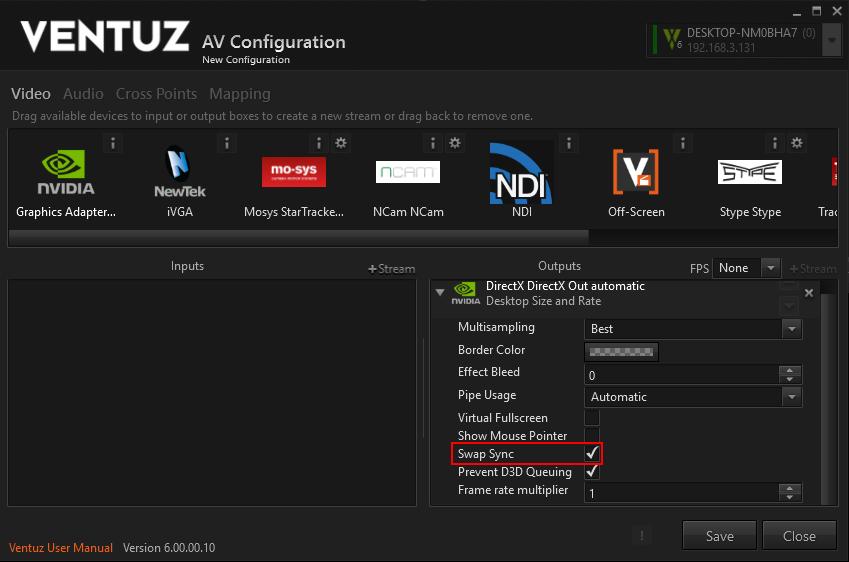 VENTUZ AV Configuration
New Configuration
DESKTOP-NM0BHA7 (0)
6 192.168.3.131
Video Audio Cross Points Mapping
Drag available devices to input or output boxes to create a new stream or drag back to remove one.
NVIDIA
NewTek
mo-sys
ncam
NDI
STYPE
Graphics Adapter... iVGA Mosys StarTracke... NCam NCam NDI Off-Screen Stype Stype Trac
Inputs +Stream Outputs FPS None +Stream
NVIDIA
DirectX DirectX Out automatic
Desktop Size and Rate
Multisampling Best
Border Color
Effect Bleed 0
Pipe Usage Automatic
Virtual Fullscreen
Show Mouse Pointer
Swap Sync
Prevent D3D Queuing
Frame rate multiplier 1
! Save Close
Ventuz User Manual Version 6.00.00.10